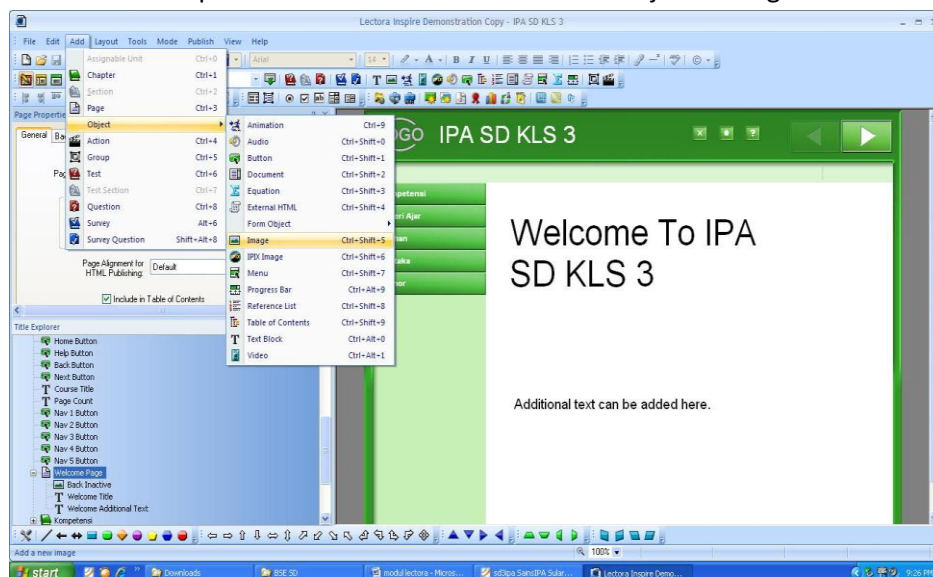 Lectora Inspire Demonstration Copy - IPA SD KLS 3
File Edit Add Layout Tools Mode Publish View Help
Assignable Unit Ctrl+0
Chapter Ctrl+1
Section Ctrl+2
Page Ctrl+3
Object
Action Ctrl+4
Group Ctrl+5
Test Ctrl+6
Test Section Ctrl+7
Question Ctrl+8
Survey Alt+6
Survey Question Shift+Alt+8
Animation Ctrl+9
Audio Ctrl+Shift+0
Button Ctrl+Shift+1
Document Ctrl+Shift+2
Equation Ctrl+Shift+3
External HTML Ctrl+Shift+4
Form Object
Image Ctrl+Shift+5
IPIX Image Ctrl+Shift+6
Menu Ctrl+Shift+7
Progress Bar Ctrl+Alt+9
Reference List Ctrl+Shift+8
Table of Contents Ctrl+Shift+9
Text Block Ctrl+Alt+0
Video Ctrl+Alt+1
Arial 14
Page Properties
General
Page Alignment for HTML Publishing: Default
Include in Table of Contents
Title Explorer
Home Button
Help Button
Back Button
Next Button
Course Title
Page Count
Nav 1 Button
Nav 2 Button
Nav 3 Button
Nav 4 Button
Nav 5 Button
Welcome Page
Back Inactive
Welcome Title
Welcome Additional Text
Kompetensi
IPA SD KLS 3
Welcome To IPA
SD KLS 3
Additional text can be added here.
Add a new image
100%
start
Downloads
BSE SD
modul lectora - Micros...
sd3ipa SainsIPA Sular...
Lectora Inspire Demo...
9:26 PM